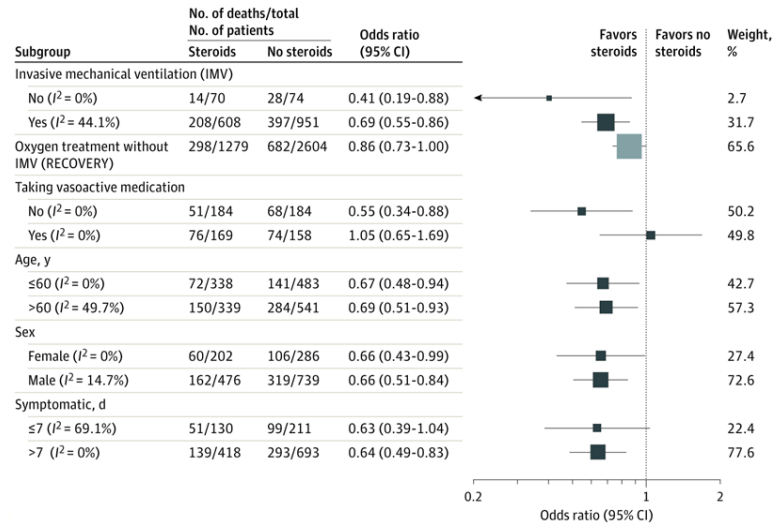 No. of deaths/total
No. of patients
Subgroup Steroids No steroids Odds ratio (95% CI) Favors steroids Favors no steroids Weight, %
Invasive mechanical ventilation (IMV)
No (I² = 0%) 14/70 28/74 0.41 (0.19-0.88) 2.7
Yes (I² = 44.1%) 208/608 397/951 0.69 (0.55-0.86) 31.7
Oxygen treatment without 298/1279 682/2604 0.86 (0.73-1.00) 65.6
IMV (RECOVERY)
Taking vasoactive medication
No (I² = 0%) 51/184 68/184 0.55 (0.34-0.88) 50.2
Yes (I² = 0%) 76/169 74/158 1.05 (0.65-1.69) 49.8
Age, y
≤60 (I² = 0%) 72/338 141/483 0.67 (0.48-0.94) 42.7
>60 (I² = 49.7%) 150/339 284/541 0.69 (0.51-0.93) 57.3
Sex
Female (I² = 0%) 60/202 106/286 0.66 (0.43-0.99) 27.4
Male (I² = 14.7%) 162/476 319/739 0.66 (0.51-0.84) 72.6
Symptomatic, d
≤7 (I² = 69.1%) 51/130 99/211 0.63 (0.39-1.04) 22.4
>7 (I² = 0%) 139/418 293/693 0.64 (0.49-0.83) 77.6
0.2 1 2
Odds ratio (95% CI)